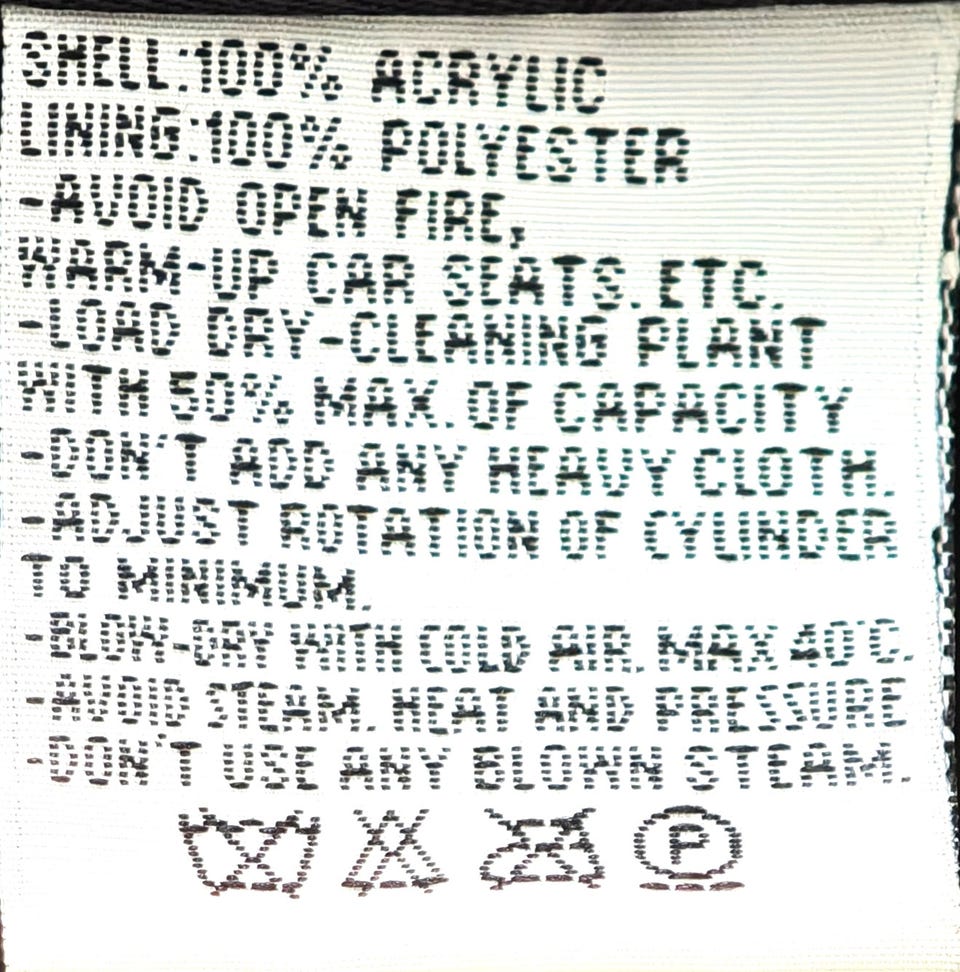 SHELL:100% ACRYLIC
LINING:100% POLYESTER
-AVOID OPEN FIRE,
WARM-UP CAR SEATS. ETC.
-LOAD DRY-CLEANING PLANT
WITH 50% MAX. OF CAPACITY
-DON'T ADD ANY HEAVY CLOTH.
-ADJUST ROTATION OF CYLINDER
TO MINIMUM.
-BLOW-DRY WITH COLD AIR. MAX 40°C.
-AVOID STEAM. HEAT AND PRESSURE
-DON'T USE ANY BLOWN STEAM.
P